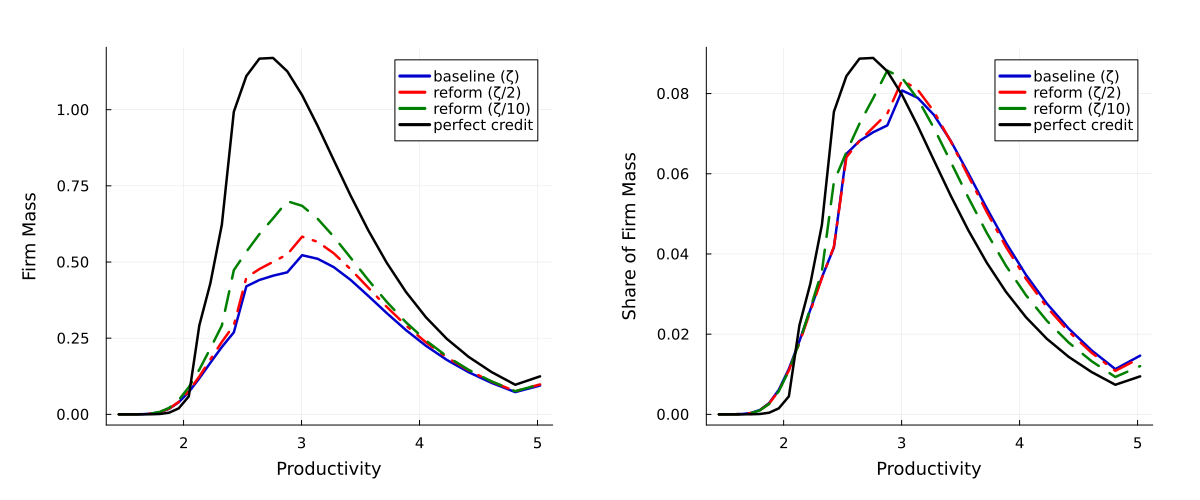 Firm Mass
1.00
0.75
0.50
0.25
0.00
2
3
4
5
Productivity
baseline (ζ)
reform (ζ/2)
reform (ζ/10)
perfect credit
Share of Firm Mass
0.08
0.06
0.04
0.02
0.00
2
3
4
5
Productivity
baseline (ζ)
reform (ζ/2)
reform (ζ/10)
perfect credit